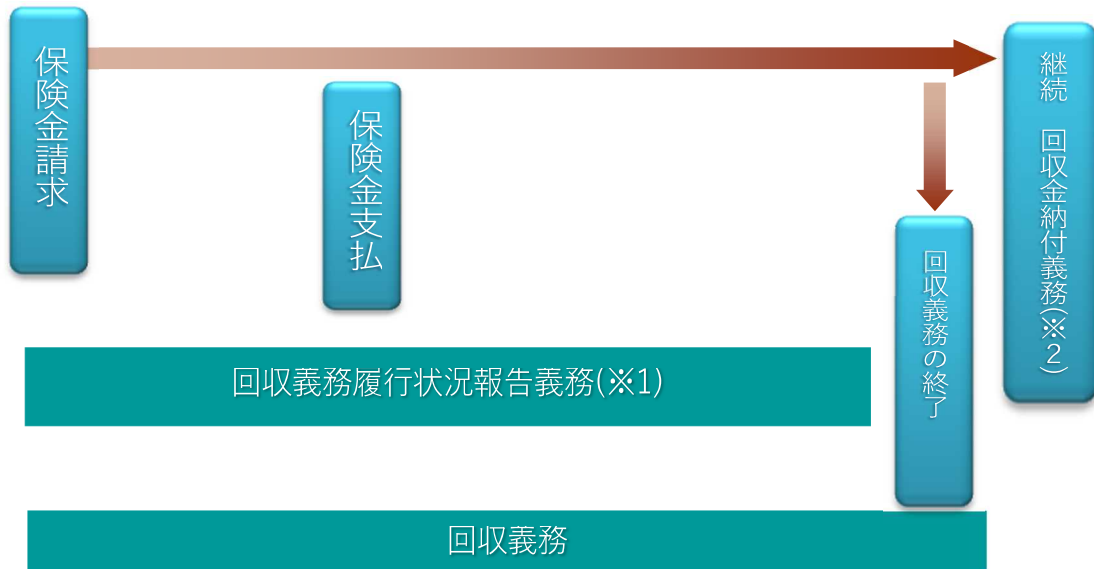 保険金請求
保険金支払
回収義務の終了
継続　回収金納付義務(※２)
回収義務履行状況報告義務(※1)
回収義務